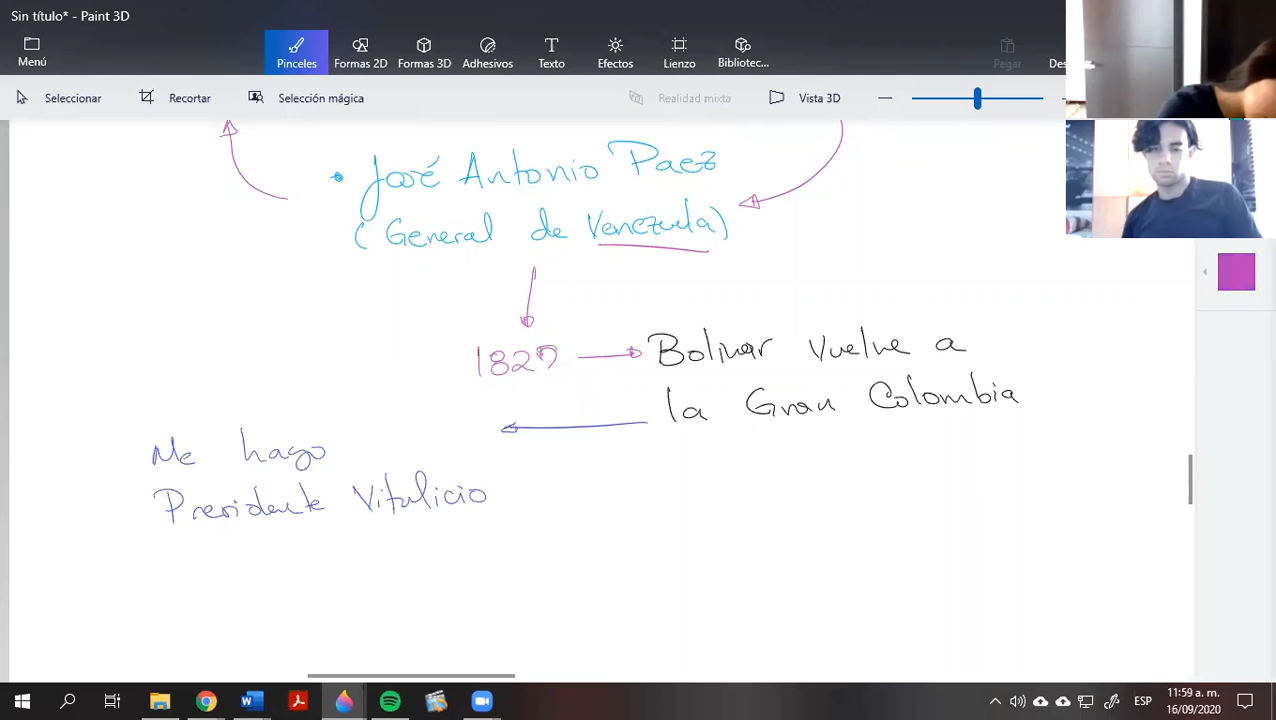 Sin título* - Paint 3D
Menú
Pinceles
Formas 2D
Formas 3D
Adhesivos
Texto
Efectos
Lienzo
Bibliotec...
Pegar
Des
Seleccionar
Recortar
Selección mágica
Realidad mixta
Vista 3D
• José Antonio Paez
(General de Venezuela)
1827
Bolivar Vuelve a
la Gran Colombia
Me hago
Presidente Vitalicio
ESP
11:59 a. m.
16/09/2020